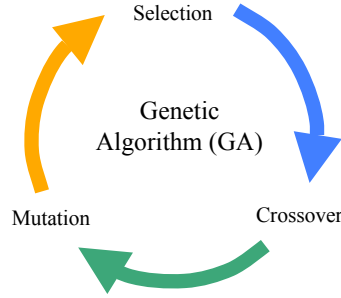 Selection
Genetic
Algorithm (GA)
Mutation
Crossover